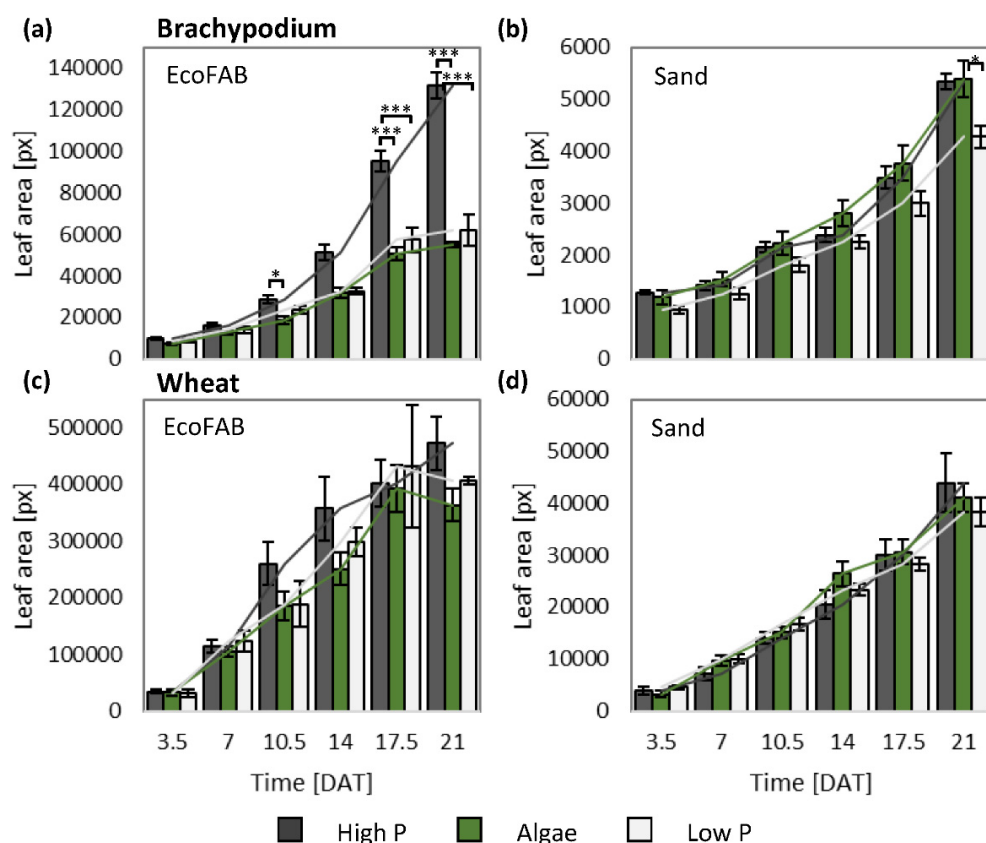 (a) Brachypodium
EcoFAB
Leaf area [px]
140000
120000
100000
80000
60000
40000
20000
0
*
***
***
***
***
(b)
Sand
Leaf area [px]
6000
5000
4000
3000
2000
1000
0
*
(c) Wheat
EcoFAB
Leaf area [px]
500000
400000
300000
200000
100000
0
3.5 7 10.5 14 17.5 21
Time [DAT]
(d)
Sand
Leaf area [px]
60000
50000
40000
30000
20000
10000
0
3.5 7 10.5 14 17.5 21
Time [DAT]
High P Algae Low P